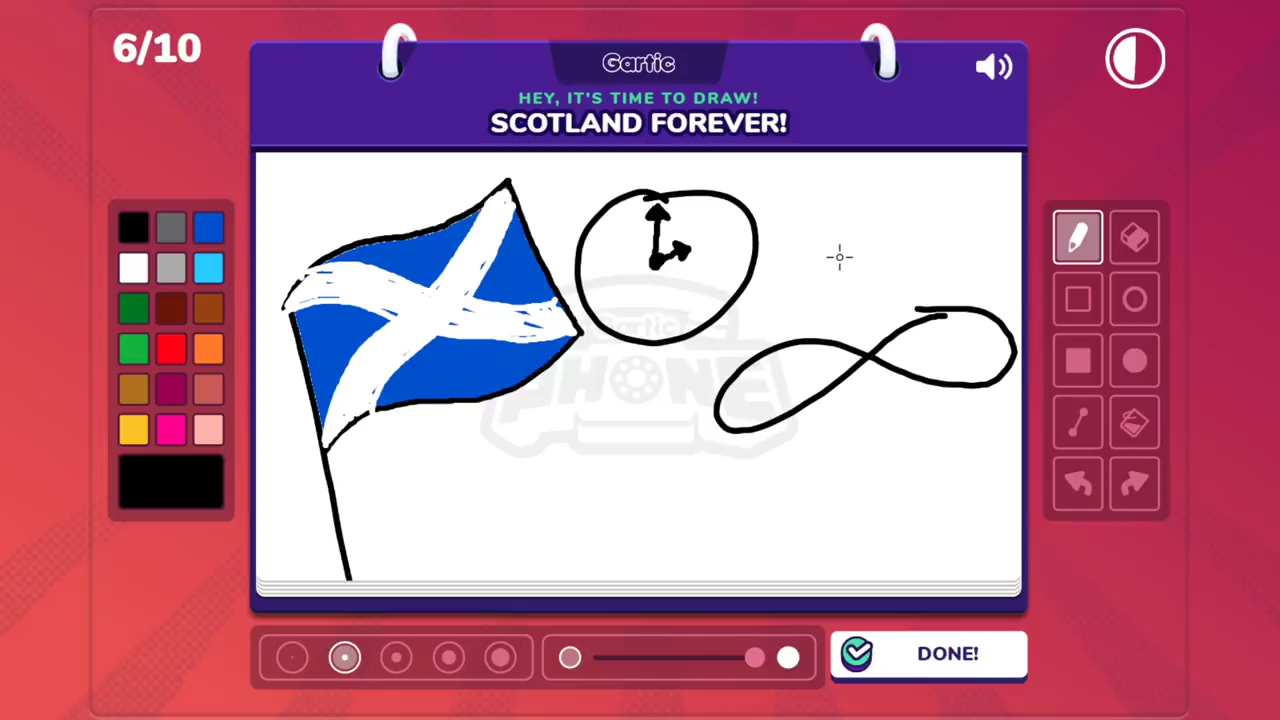 6/10
Gartic
HEY, IT'S TIME TO DRAW!
SCOTLAND FOREVER!
Gartic
PHONE
DONE!